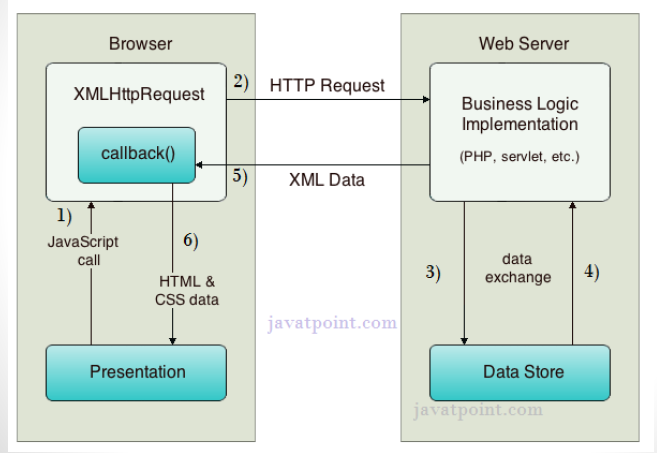 Browser
Web Server
XMLHttpRequest
2)
HTTP Request
Business Logic
Implementation
(PHP, servlet, etc.)
callback()
5)
XML Data
1)
JavaScript
call
6)
HTML &
CSS data
3)
data
exchange
4)
javatpoint.com
Presentation
Data Store
javatpoint.com